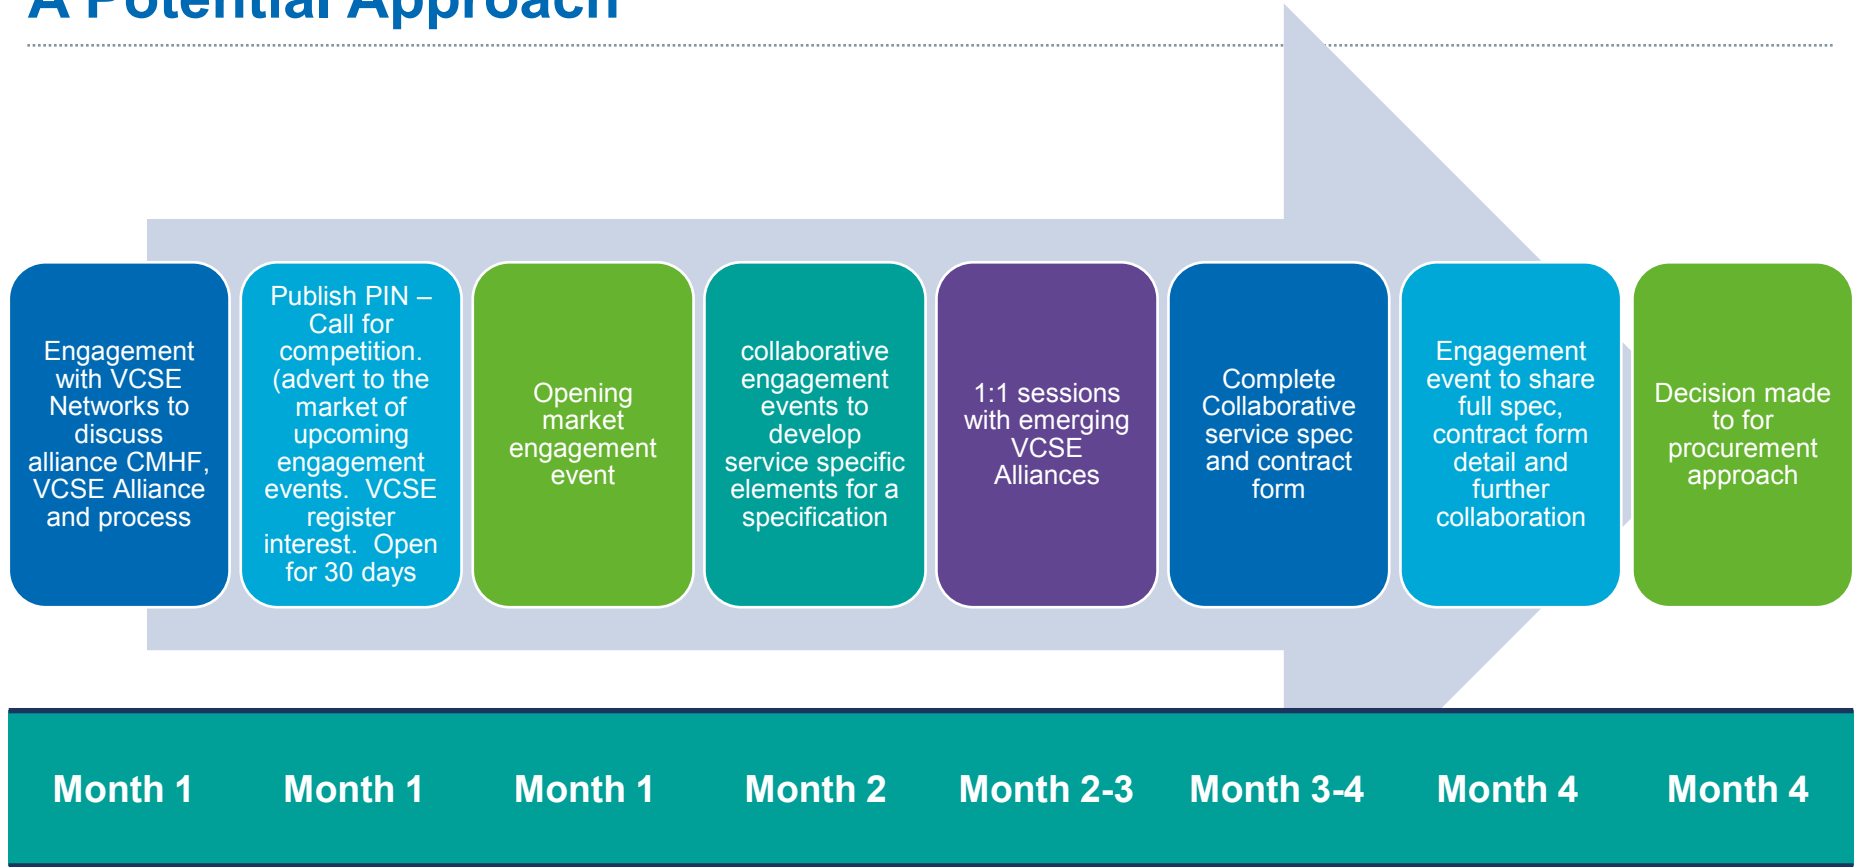 A Potential Approach
Engagement
with VCSE
Networks to
discuss
alliance CMHF,
VCSE Alliance
and process
Publish PIN –
Call for
competition.
(advert to the
market of
upcoming
engagement
events.  VCSE
register
interest.  Open
for 30 days
Opening
market
engagement
event
collaborative
engagement
events to
develop
service specific
elements for a
specification
1:1 sessions
with emerging
VCSE
Alliances
Complete
Collaborative
service spec
and contract
form
Engagement
event to share
full spec,
contract form
detail and
further
collaboration
Decision made
to for
procurement
approach
Month 1
Month 1
Month 1
Month 2
Month 2-3
Month 3-4
Month 4
Month 4